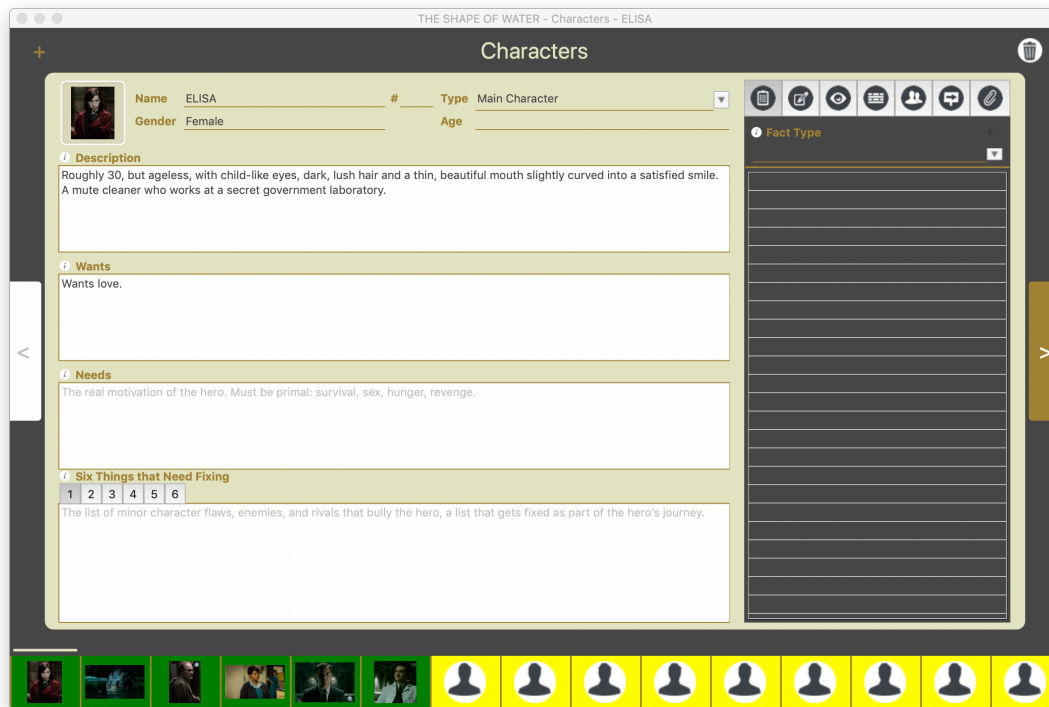 THE SHAPE OF WATER - Characters - ELISA
+
Characters
Name ELISA # Type Main Character
Gender Female Age
i Fact Type +
i Description
Roughly 30, but ageless, with child-like eyes, dark, lush hair and a thin, beautiful mouth slightly curved into a satisfied smile.
A mute cleaner who works at a secret government laboratory.
i Wants
Wants love.
<
>
i Needs
The real motivation of the hero. Must be primal: survival, sex, hunger, revenge.
i Six Things that Need Fixing
1 2 3 4 5 6
The list of minor character flaws, enemies, and rivals that bully the hero, a list that gets fixed as part of the hero's journey.